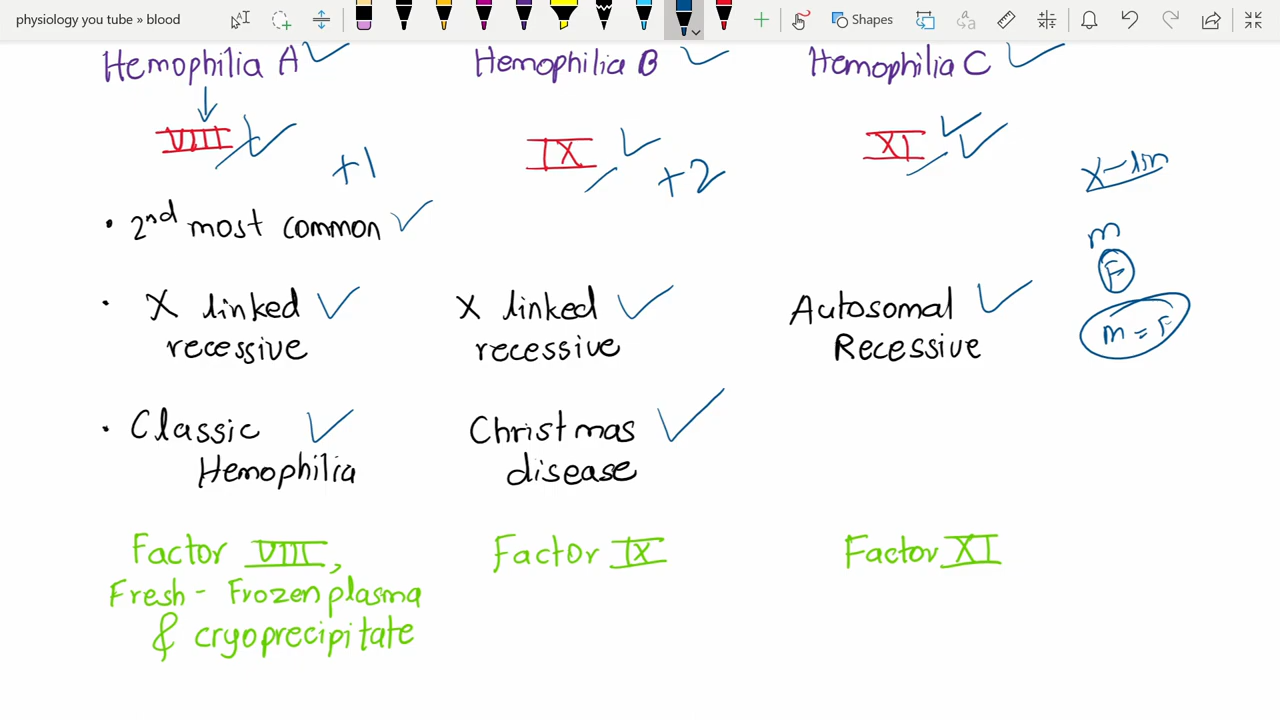 physiology you tube » blood
Shapes
Hemophilia A Hemophilia B Hemophilia C
VIII IX XI
+1 +2
X-lin
• 2nd most common
m
F
m = F
• X linked recessive
X linked recessive
Autosomal Recessive
• Classic Hemophilia
Christmas disease
Factor VIII,
Fresh - Frozen plasma
& cryoprecipitate
Factor IX
Factor XI